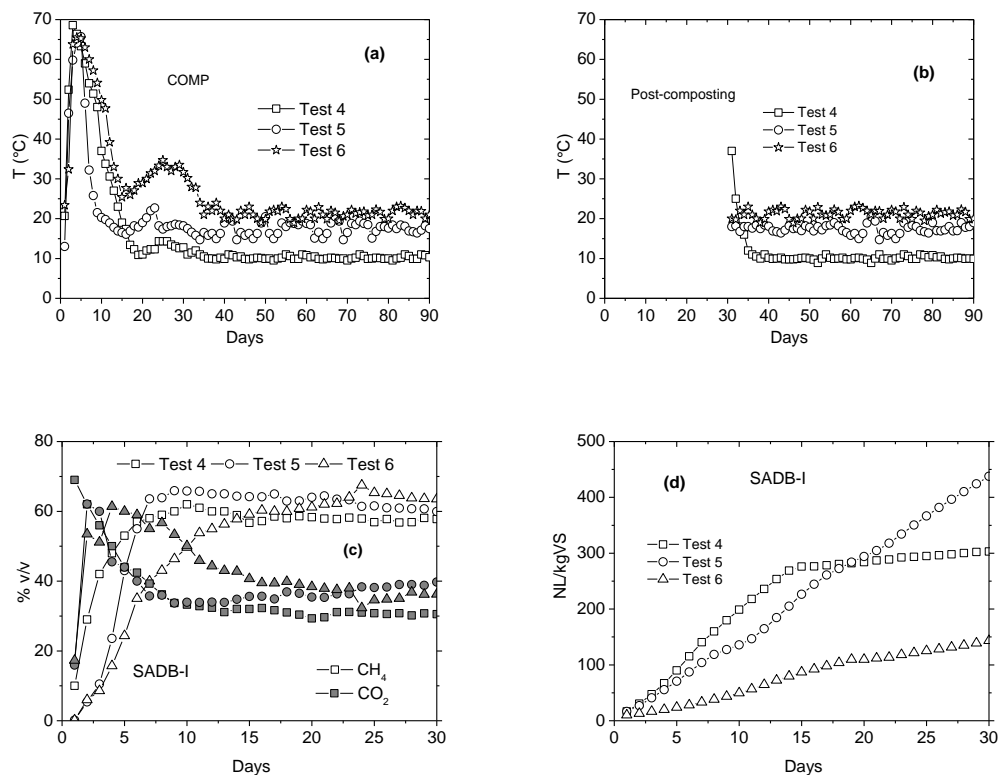 70
60
50
40
30
20
10
0
T (°C)
(a)
COMP
Test 4
Test 5
Test 6
0 10 20 30 40 50 60 70 80 90
Days
70
60
50
40
30
20
10
0
T (°C)
(b)
Post-composting
Test 4
Test 5
Test 6
0 10 20 30 40 50 60 70 80 90
Days
80
60
40
20
0
% v/v
Test 4 Test 5 Test 6
(c)
SADB-I
CH₄
CO₂
0 5 10 15 20 25 30
Days
500
400
300
200
100
0
NL/kgVS
SADB-I
(d)
Test 4
Test 5
Test 6
0 5 10 15 20 25 30
Days